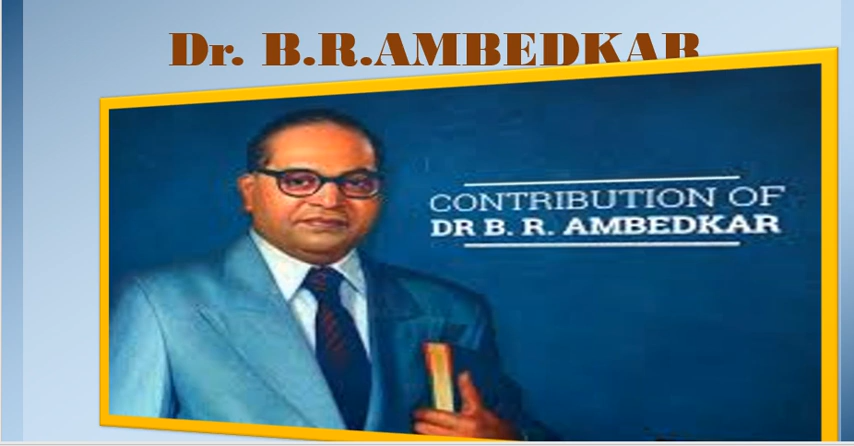 Dr. B.R.AMBEDKAR
CONTRIBUTION OF
DR B. R. AMBEDKAR